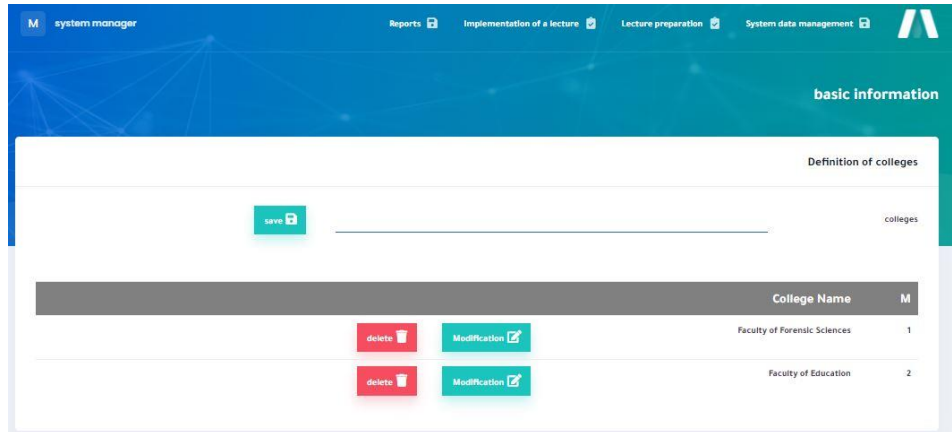 M system manager Reports Implementation of a lecture Lecture preparation System data management
basic information
Definition of colleges
save colleges
College Name M
delete Modification Faculty of Forensic Sciences 1
delete Modification Faculty of Education 2